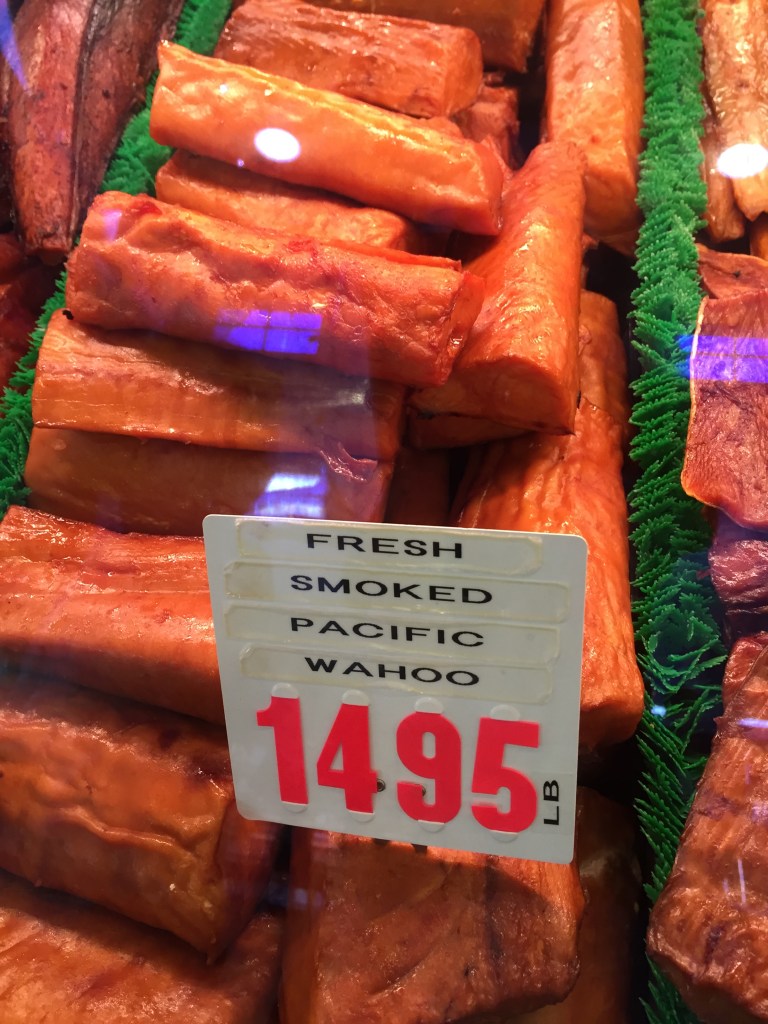 FRESH
SMOKED
PACIFIC
WAHOO
1495 LB